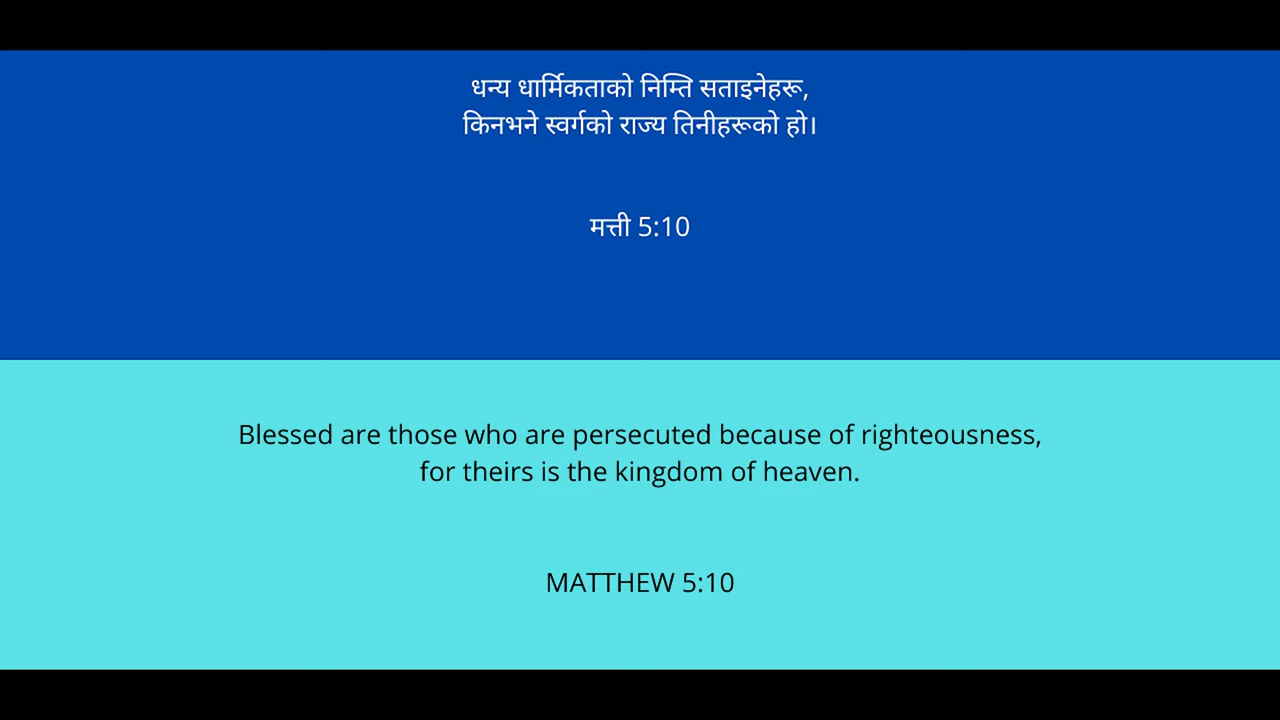 धन्य धार्मिकताको निम्ति सताइनेहरू,
किनभने स्वर्गको राज्य तिनीहरूको हो।
मत्ती 5:10
Blessed are those who are persecuted because of righteousness,
for theirs is the kingdom of heaven.
MATTHEW 5:10